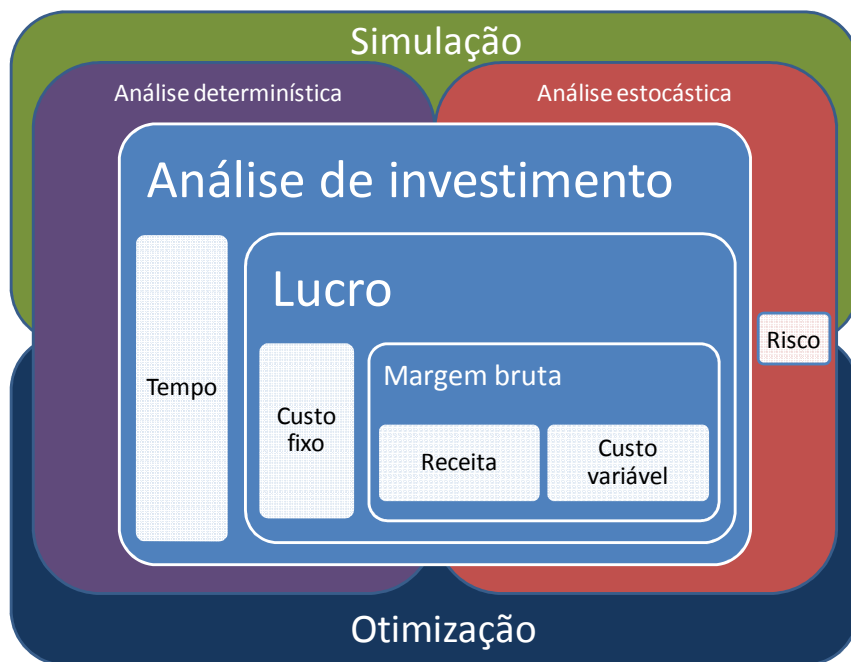 Simulação
Análise determinística
Análise estocástica
Análise de investimento
Tempo
Lucro
Custo
fixo
Margem bruta
Receita
Custo
variável
Risco
Otimização